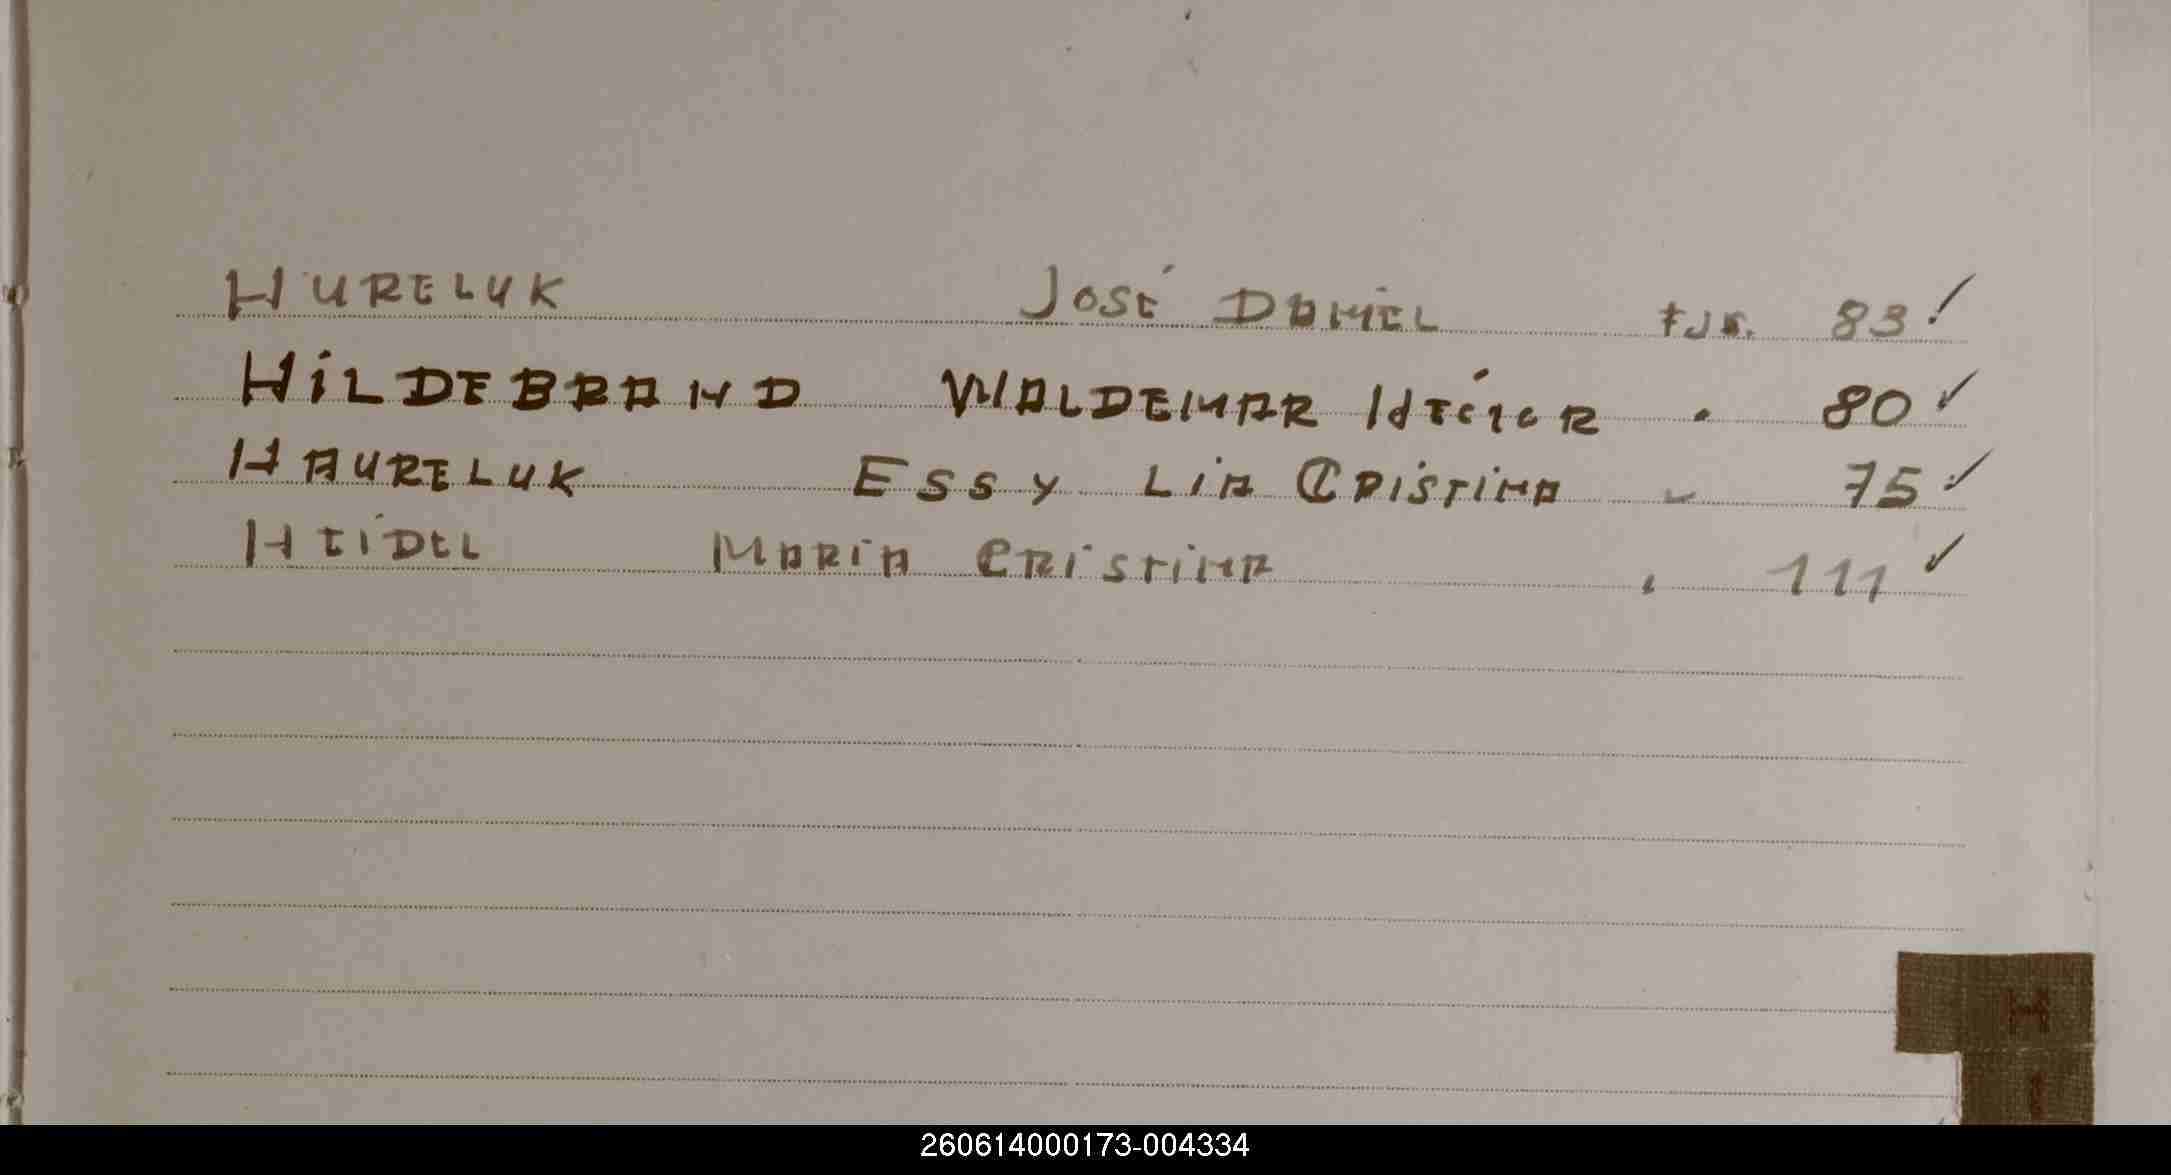 HURELUK José DANIEL FJS. 83
HILDEBRAND WALDEMAR HÉCTOR 80
HAURELUK ESSY LIA CRISTINA 75
HEIDEL MARIA CRISTINA 111
H
I
260614000173-004334